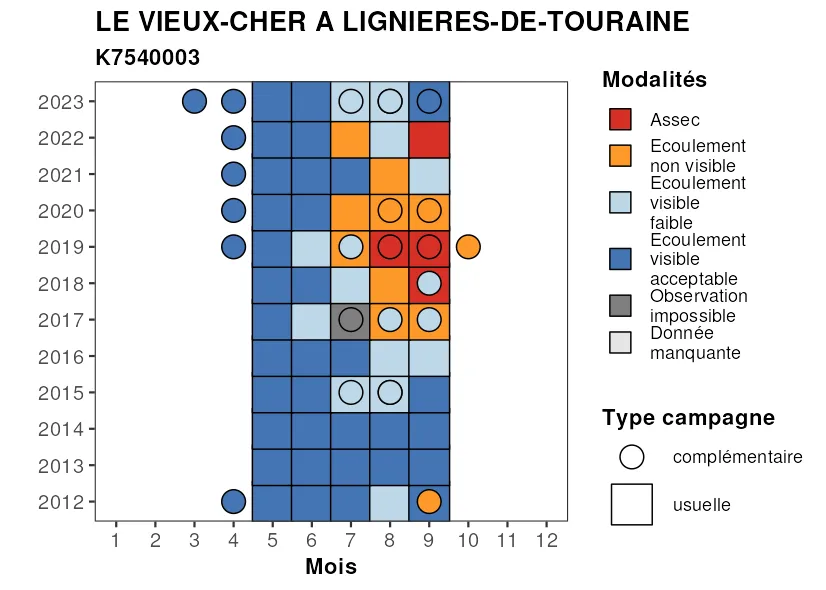 LE VIEUX-CHER A LIGNIERES-DE-TOURAINE
K7540003
2023
2022
2021
2020
2019
2018
2017
2016
2015
2014
2013
2012
1 2 3 4 5 6 7 8 9 10 11 12
Mois
Modalités
Assec
Ecoulement
non visible
Ecoulement
visible
faible
Ecoulement
visible
acceptable
Observation
impossible
Donnée
manquante
Type campagne
complémentaire
usuelle